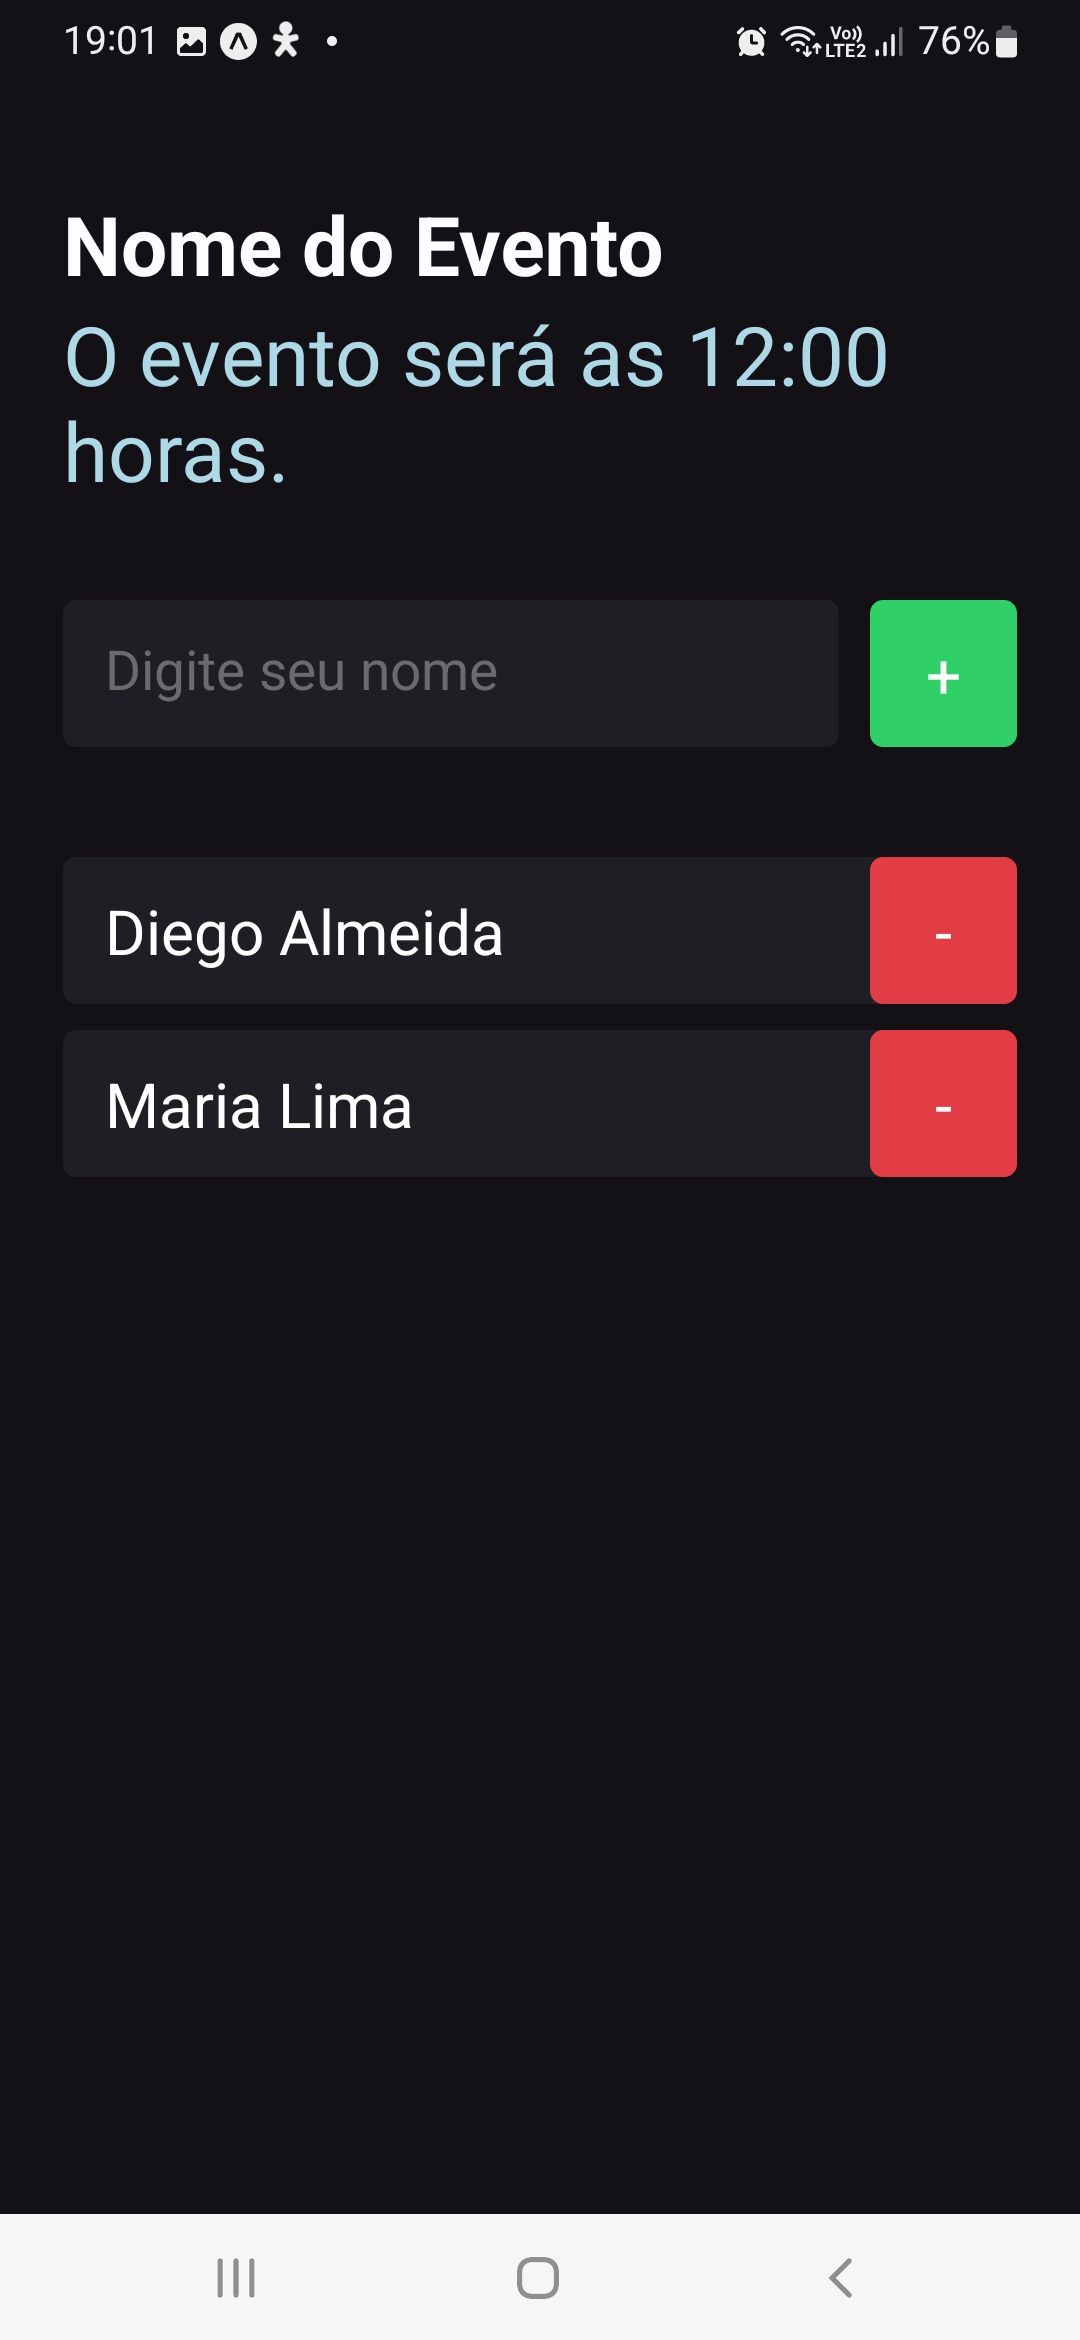 19:01
Vo)) LTE2 76%
Nome do Evento
O evento será as 12:00
horas.
Digite seu nome
+
Diego Almeida
-
Maria Lima
-